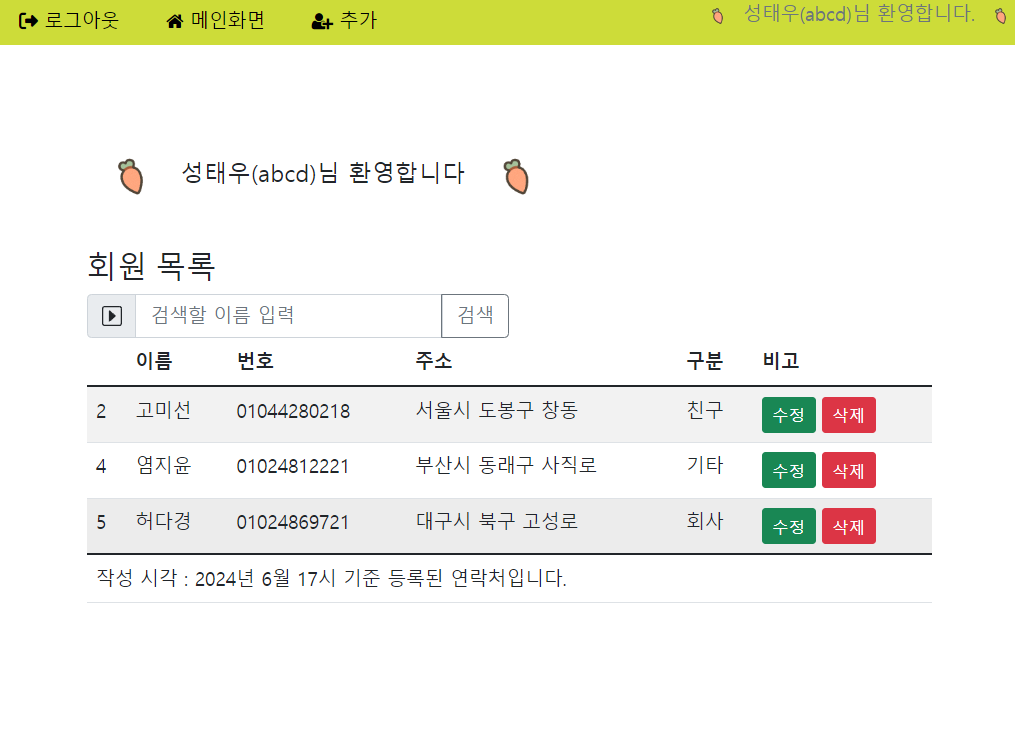 로그아웃 메인화면 추가 성태우(abcd)님 환영합니다.
성태우(abcd)님 환영합니다
회원 목록
검색할 이름 입력 검색
이름 번호 주소 구분 비고
2 고미선 01044280218 서울시 도봉구 창동 친구 수정 삭제
4 염지윤 01024812221 부산시 동래구 사직로 기타 수정 삭제
5 허다경 01024869721 대구시 북구 고성로 회사 수정 삭제
작성 시각 : 2024년 6월 17시 기준 등록된 연락처입니다.